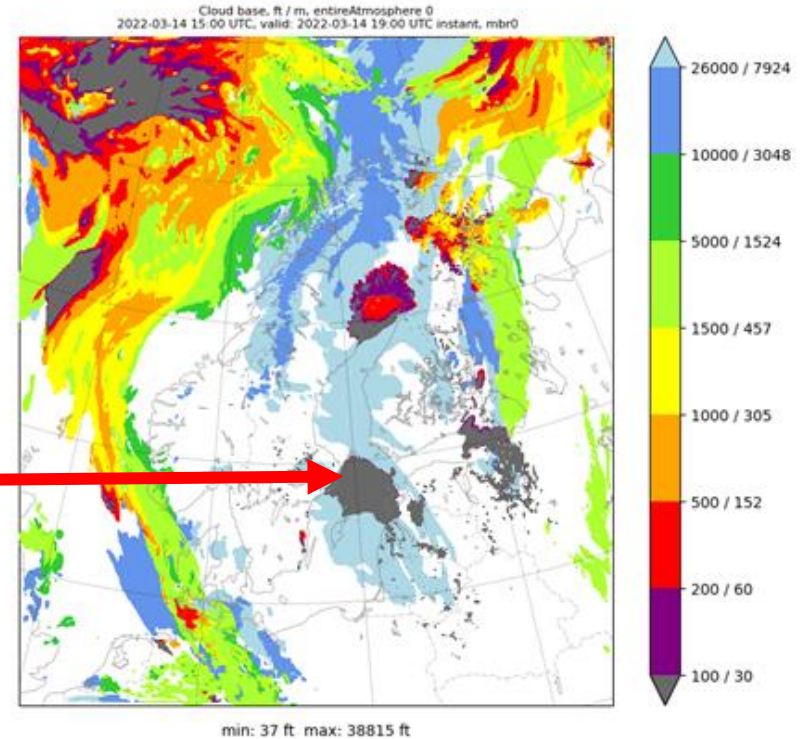 Cloud base, ft / m, entireAtmosphere 0
2022-03-14 15:00 UTC, valid: 2022-03-14 19:00 UTC instant, mbr0
26000 / 7924
10000 / 3048
5000 / 1524
1500 / 457
1000 / 305
500 / 152
200 / 60
100 / 30
min: 37 ft max: 38815 ft